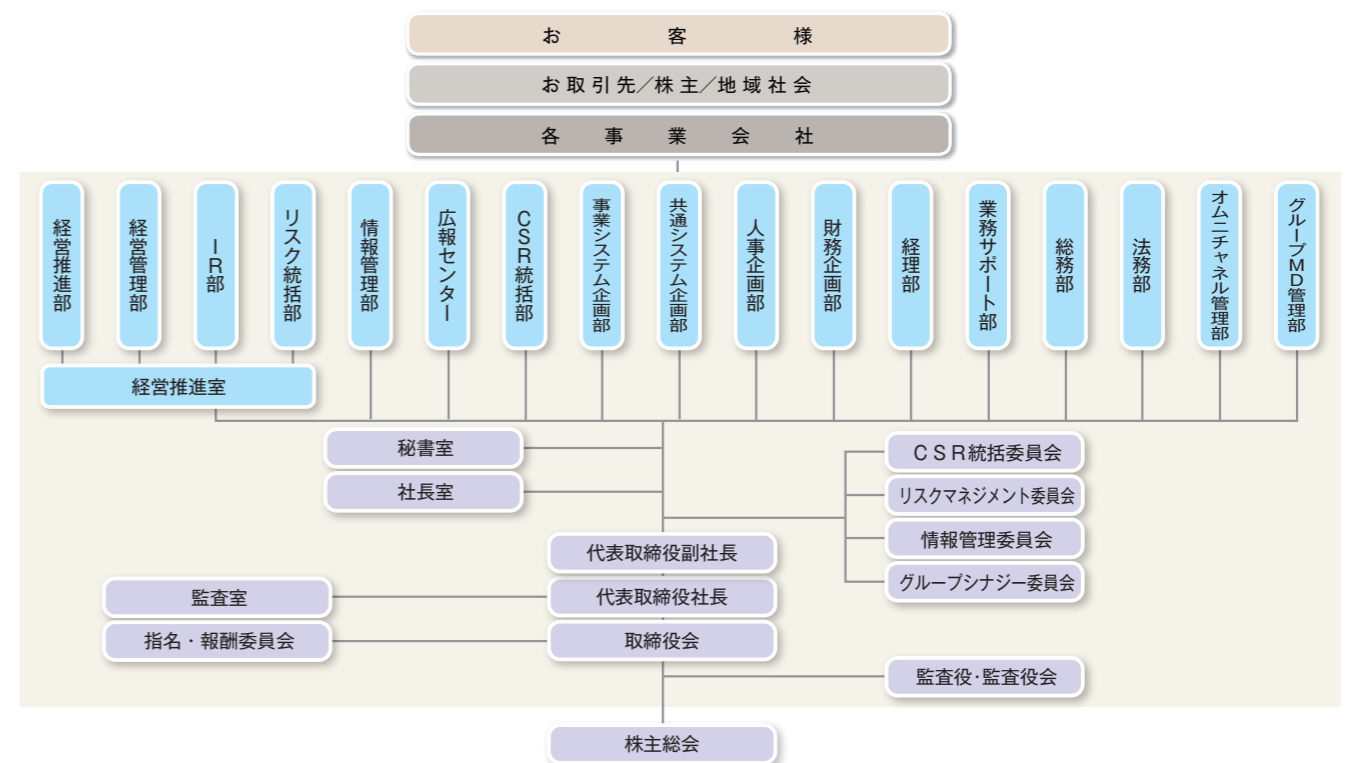 お客様
お取引先／株主／地域社会
各事業会社
経営推進部
経営管理部
IR部
リスク統括部
情報管理部
広報センター
CSR統括部
事業システム企画部
共通システム企画部
人事企画部
財務企画部
経理部
業務サポート部
総務部
法務部
オムニチャネル管理部
グループMD管理部
経営推進室
秘書室
社長室
CSR統括委員会
リスクマネジメント委員会
情報管理委員会
グループシナジー委員会
代表取締役副社長
監査室
代表取締役社長
指名・報酬委員会
取締役会
監査役・監査役会
株主総会